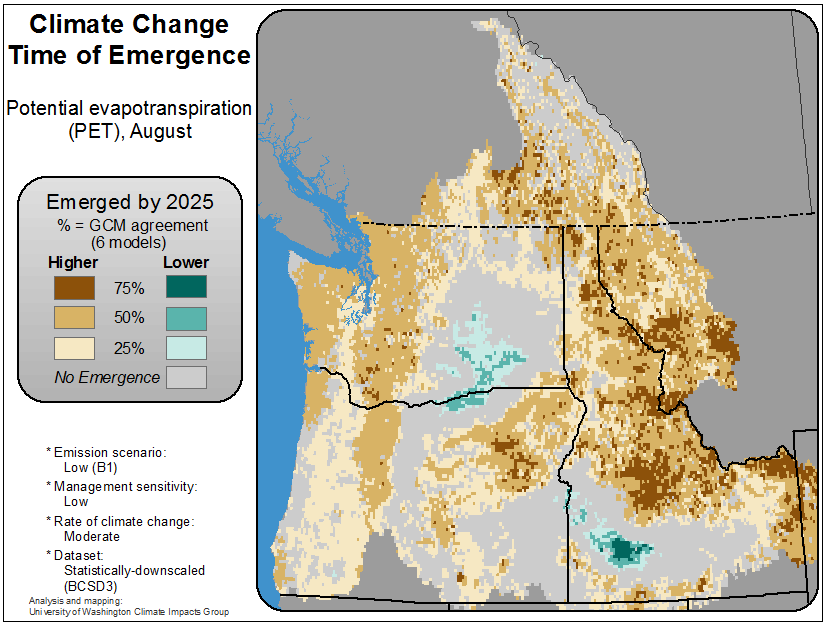 Climate Change
Time of Emergence
Potential evapotranspiration
(PET), August
Emerged by 2025
% = GCM agreement
(6 models)
Higher Lower
75%
50%
25%
No Emergence
* Emission scenario:
Low (B1)
* Management sensitivity:
Low
* Rate of climate change:
Moderate
* Dataset:
Statistically-downscaled
(BCSD3)
Analysis and mapping:
University of Washington Climate Impacts Group